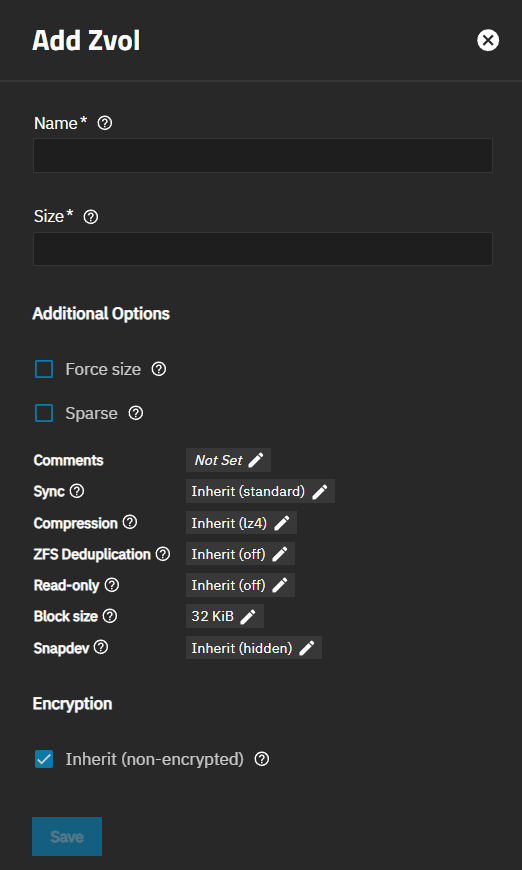 Add Zvol
Name*
Size*
Additional Options
Force size
Sparse
Comments Not Set
Sync Inherit (standard)
Compression Inherit (lz4)
ZFS Deduplication Inherit (off)
Read-only Inherit (off)
Block size 32 KiB
Snapdev Inherit (hidden)
Encryption
Inherit (non-encrypted)
Save